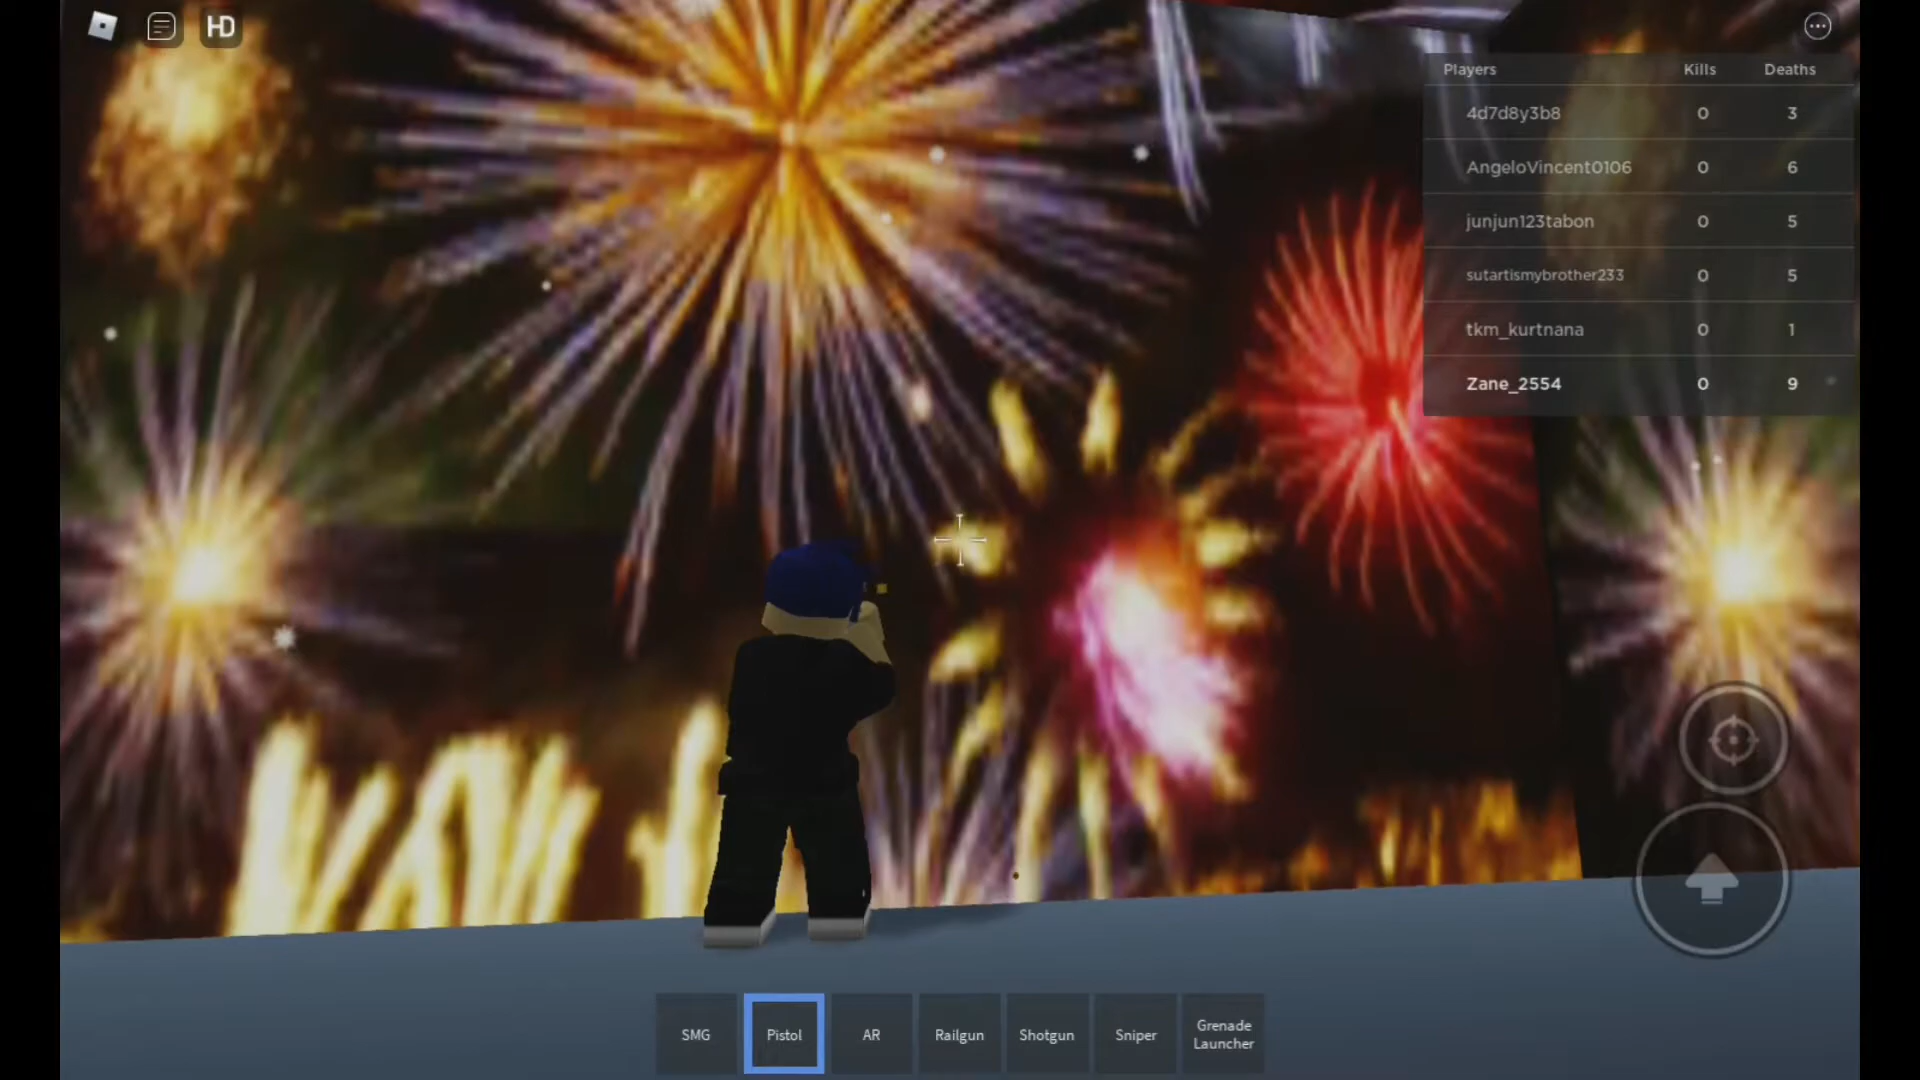 HD
Players Kills Deaths
4d7d8y3b8 0 3
AngeloVincent0106 0 6
junjun123tabon 0 5
sutartismybrother233 0 5
tkm_kurtnana 0 1
Zane_2554 0 9
SMG
Pistol
AR
Railgun
Shotgun
Sniper
Grenade
Launcher